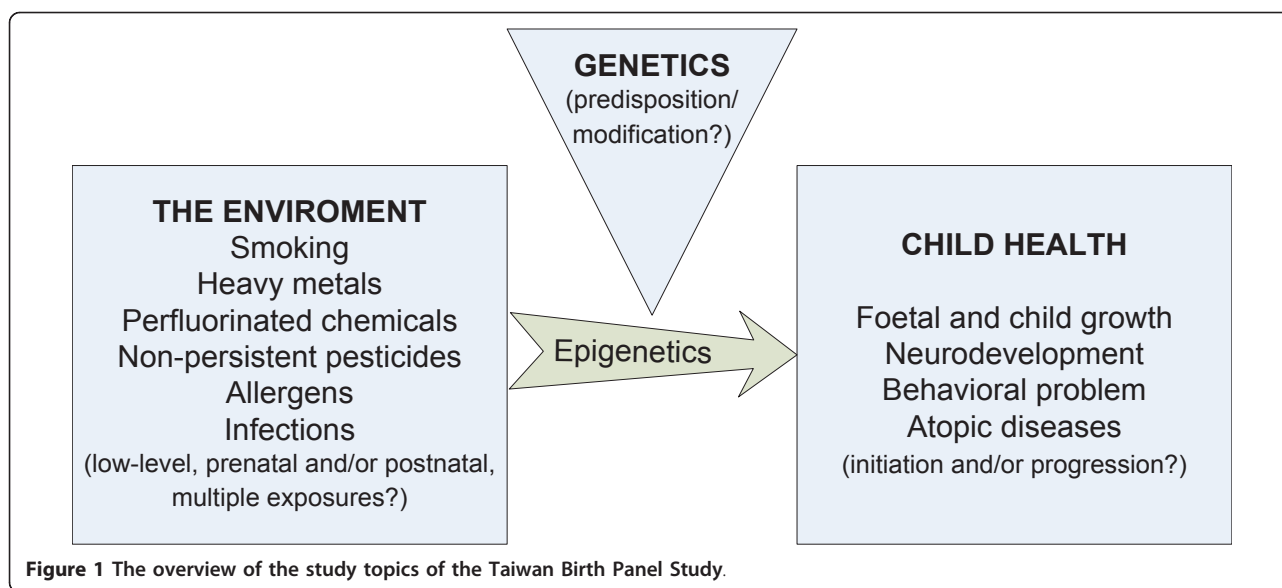 GENETICS
(predisposition/
modification?)
THE ENVIROMENT
Smoking
Heavy metals
Perfluorinated chemicals
Non-persistent pesticides
Allergens
Infections
(low-level, prenatal and/or postnatal,
multiple exposures?)
Epigenetics
CHILD HEALTH
Foetal and child growth
Neurodevelopment
Behavioral problem
Atopic diseases
(initiation and/or progression?)
Figure 1 The overview of the study topics of the Taiwan Birth Panel Study.